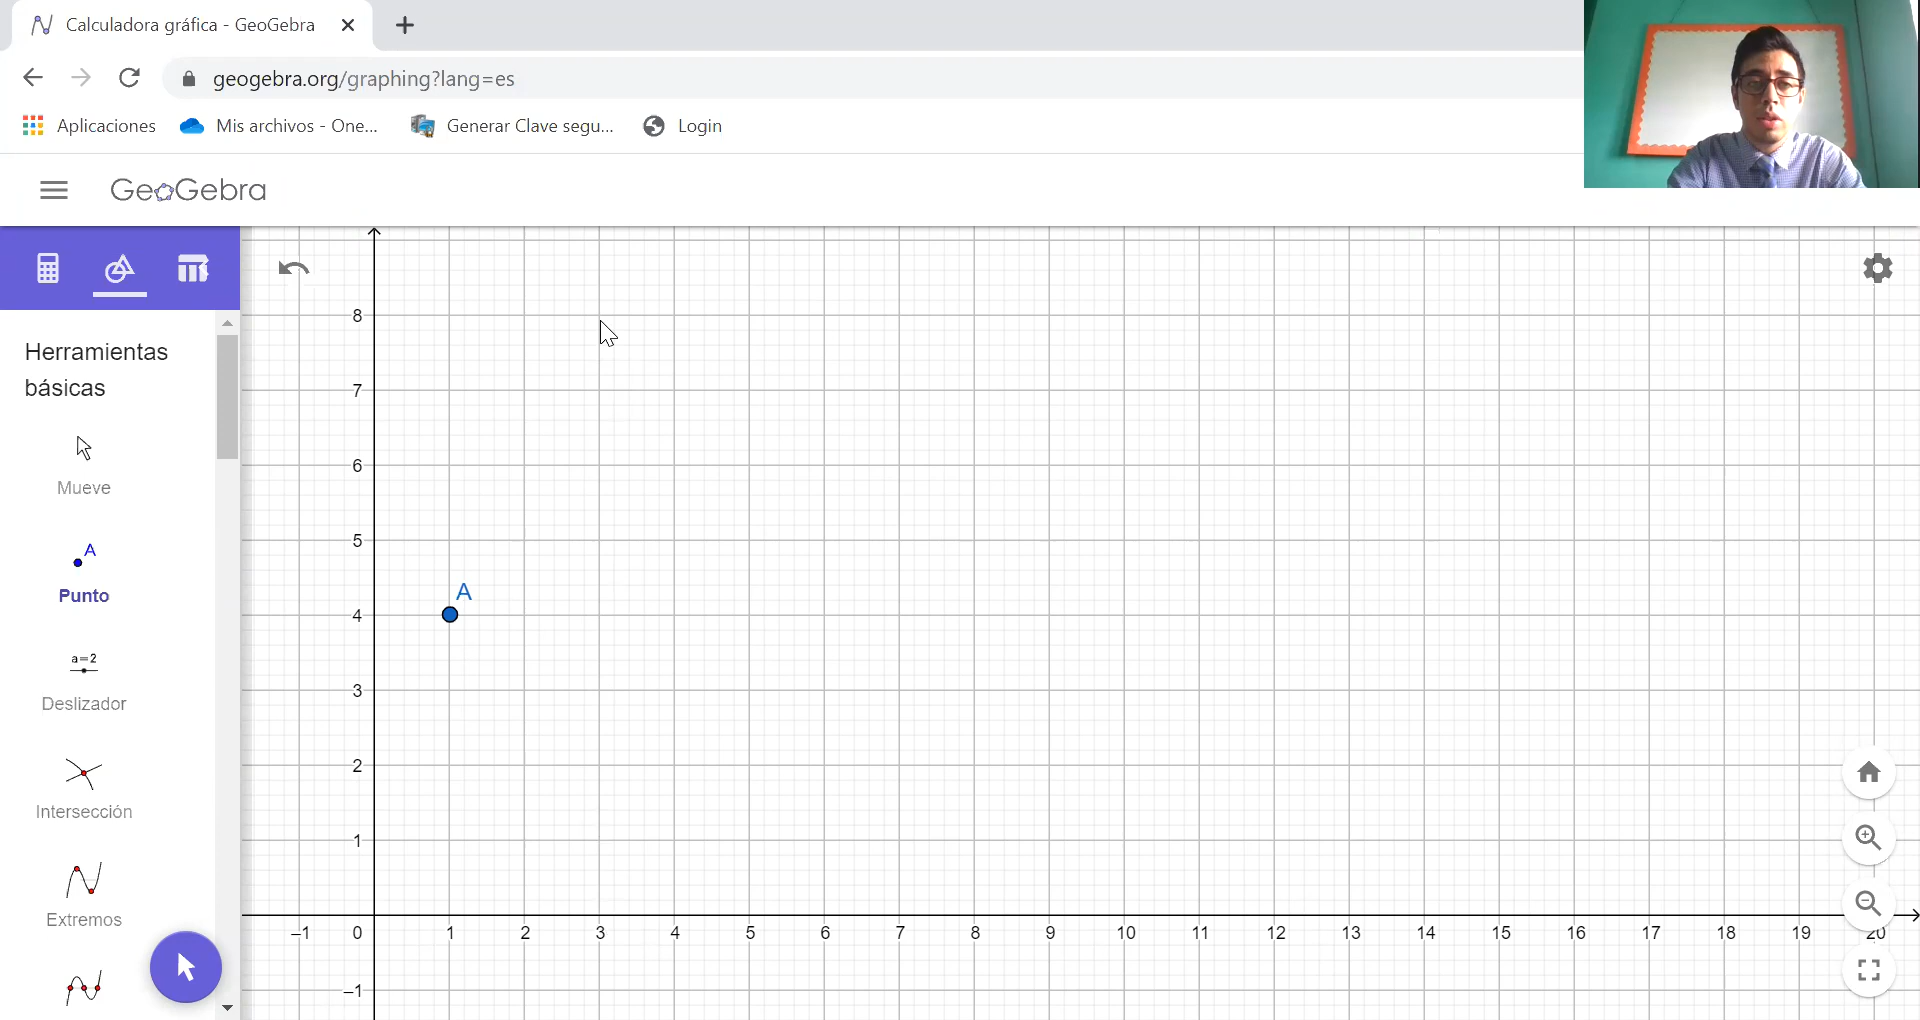 Calculadora gráfica - GeoGebra
geogebra.org/graphing?lang=es
Aplicaciones
Mis archivos - One...
Generar Clave segu...
Login
GeoGebra
Herramientas
básicas
Mueve
A
Punto
a=2
Deslizador
Intersección
Extremos
8
7
6
5
4
3
2
1
–1
A
–1 0 1 2 3 4 5 6 7 8 9 10 11 12 13 14 15 16 17 18 19 20